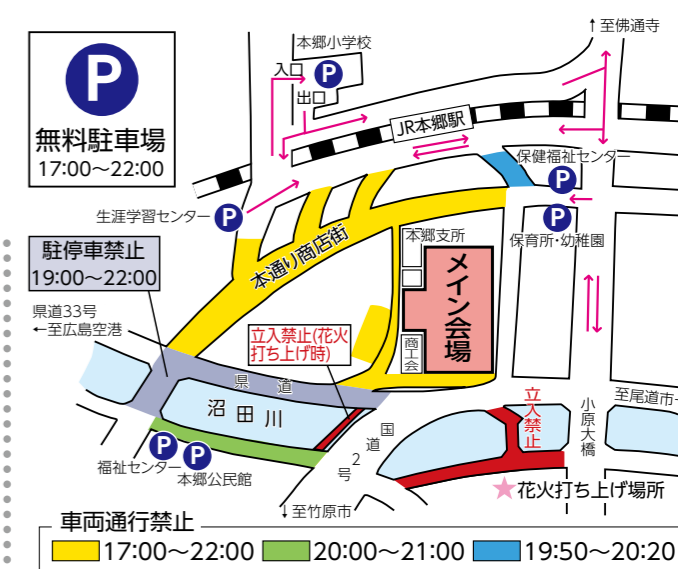 P
無料駐車場
17:00〜22:00
↑至佛通寺
本郷小学校
入口
P
出口
JR本郷駅
保健福祉センター
P
生涯学習センター P
P
保育所・幼稚園
駐停車禁止
19:00〜22:00
本通り商店街
本郷支所
メイン会場
商工会
県道33号
←至広島空港
立入禁止(花火
打ち上げ時)
県道
沼田川
国道2号
立入禁止
小原大橋
至尾道市
P
福祉センター
P
本郷公民館
★花火打ち上げ場所
↓至竹原市
車両通行禁止
17:00〜22:00 20:00〜21:00 19:50〜20:20